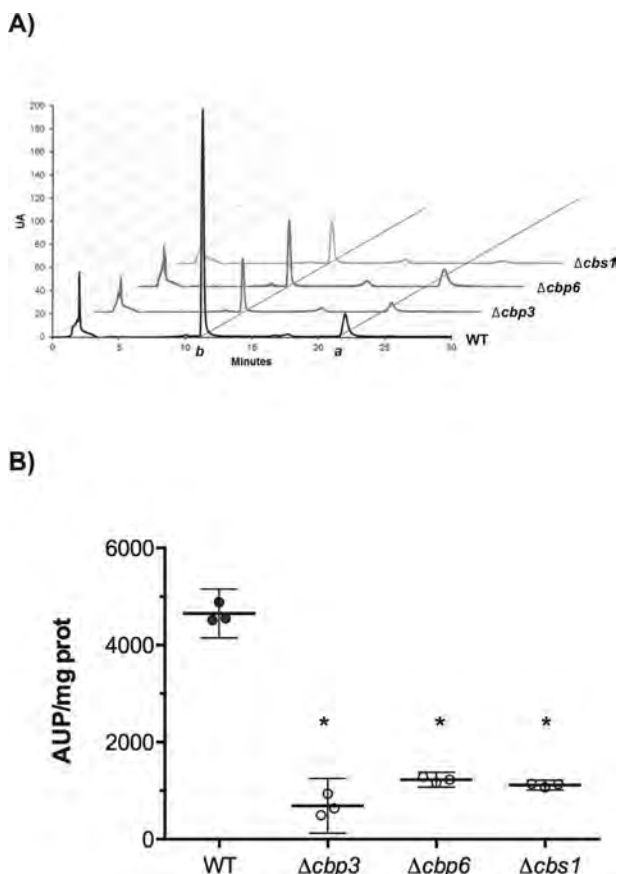 A)
200
180
160
140
120
100
80
60
40
20
0
UA
0 5 10 15 20 25 30
b a
Minutes
Δcbs1
Δcbp6
Δcbp3
WT
B)
AUP/mg prot
6000
4000
2000
0
* * *
WT Δcbp3 Δcbp6 Δcbs1